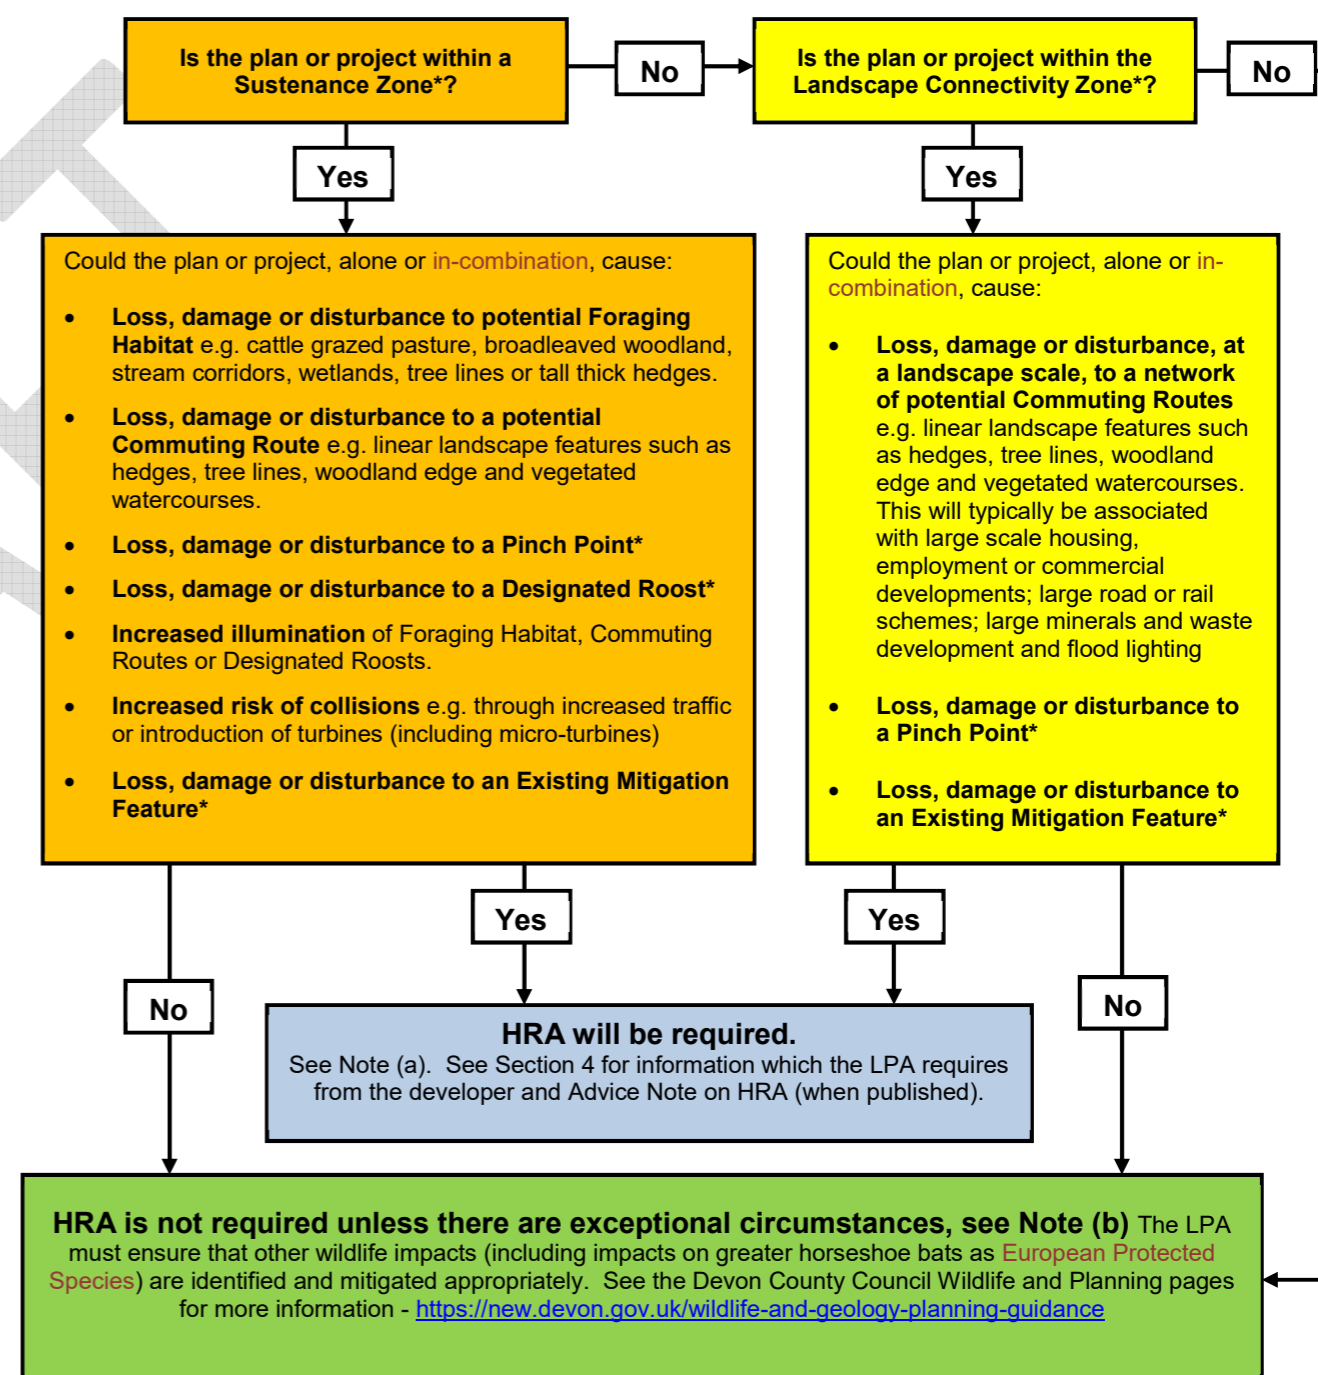 Is the plan or project within a
Sustenance Zone*?
No
Is the plan or project within the
Landscape Connectivity Zone*?
No
Yes
Yes
Could the plan or project, alone or in-combination, cause:
• Loss, damage or disturbance to potential Foraging
Habitat e.g. cattle grazed pasture, broadleaved woodland,
stream corridors, wetlands, tree lines or tall thick hedges.
• Loss, damage or disturbance to a potential
Commuting Route e.g. linear landscape features such as
hedges, tree lines, woodland edge and vegetated
watercourses.
• Loss, damage or disturbance to a Pinch Point*
• Loss, damage or disturbance to a Designated Roost*
• Increased illumination of Foraging Habitat, Commuting
Routes or Designated Roosts.
• Increased risk of collisions e.g. through increased traffic
or introduction of turbines (including micro-turbines)
• Loss, damage or disturbance to an Existing Mitigation
Feature*
Could the plan or project, alone or in-
combination, cause:
• Loss, damage or disturbance, at
a landscape scale, to a network
of potential Commuting Routes
e.g. linear landscape features such
as hedges, tree lines, woodland
edge and vegetated watercourses.
This will typically be associated
with large scale housing,
employment or commercial
developments; large road or rail
schemes; large minerals and waste
development and flood lighting
• Loss, damage or disturbance to
a Pinch Point*
• Loss, damage or disturbance to
an Existing Mitigation Feature*
Yes
Yes
No
No
HRA will be required.
See Note (a). See Section 4 for information which the LPA requires
from the developer and Advice Note on HRA (when published).
HRA is not required unless there are exceptional circumstances, see Note (b) The LPA
must ensure that other wildlife impacts (including impacts on greater horseshoe bats as European Protected
Species) are identified and mitigated appropriately. See the Devon County Council Wildlife and Planning pages
for more information - https://new.devon.gov.uk/wildlife-and-geology-planning-guidance